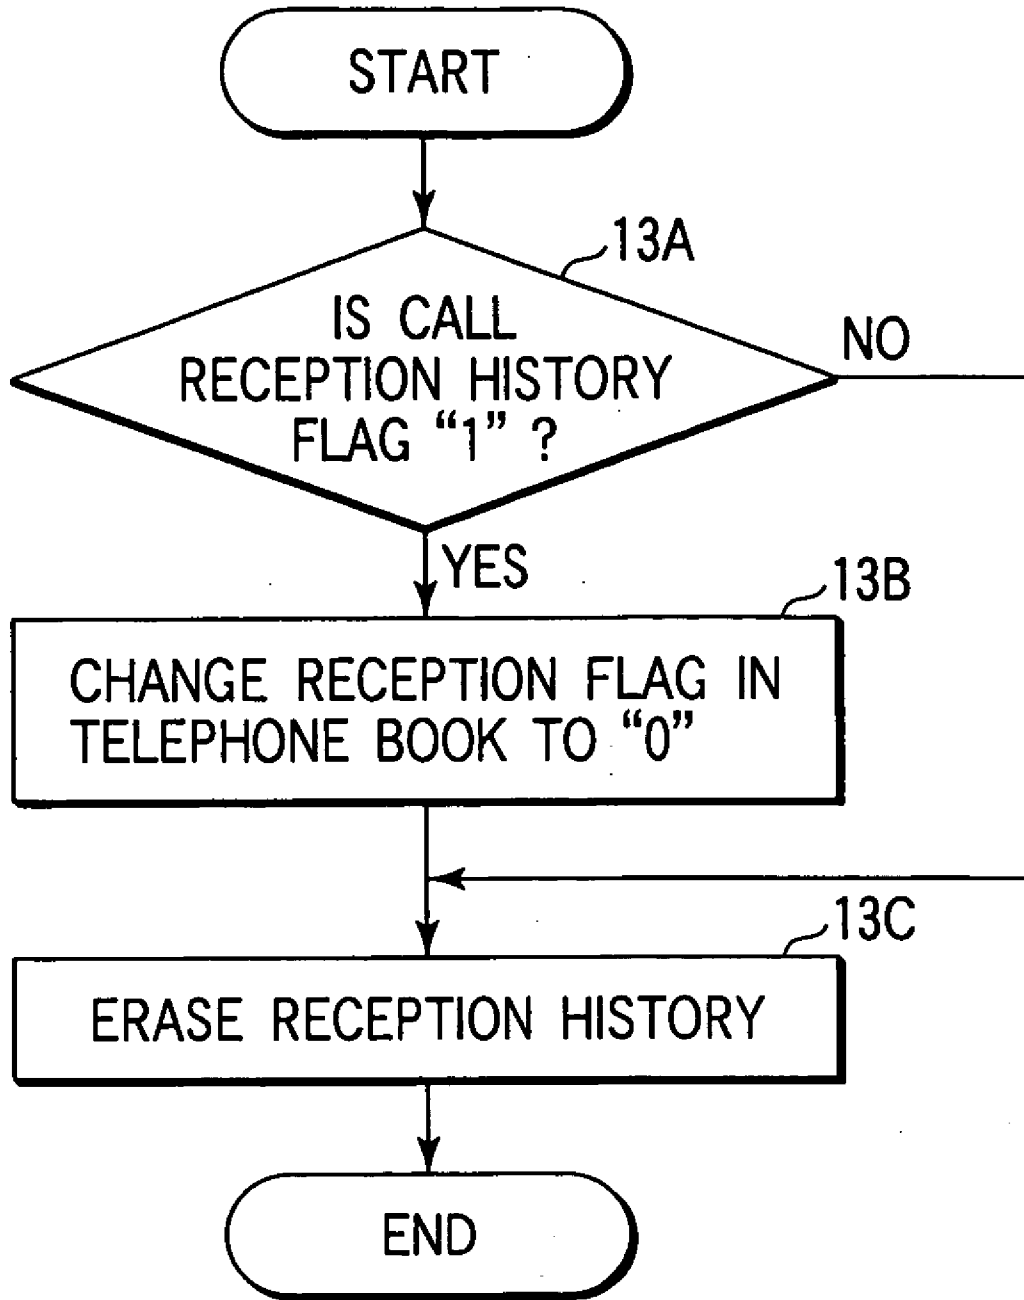 START
13A
IS CALL
RECEPTION HISTORY
FLAG “1” ?
NO
YES
13B
CHANGE RECEPTION FLAG IN
TELEPHONE BOOK TO “0”
13C
ERASE RECEPTION HISTORY
END